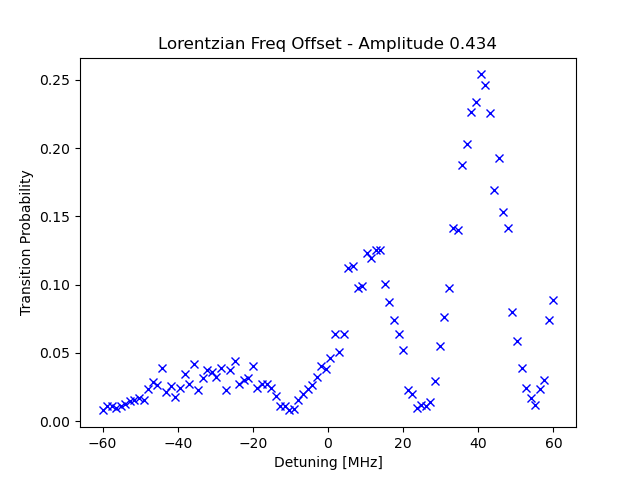 Lorentzian Freq Offset - Amplitude 0.434
0.25
0.20
0.15
0.10
0.05
0.00
Transition Probability
−60 −40 −20 0 20 40 60
Detuning [MHz]